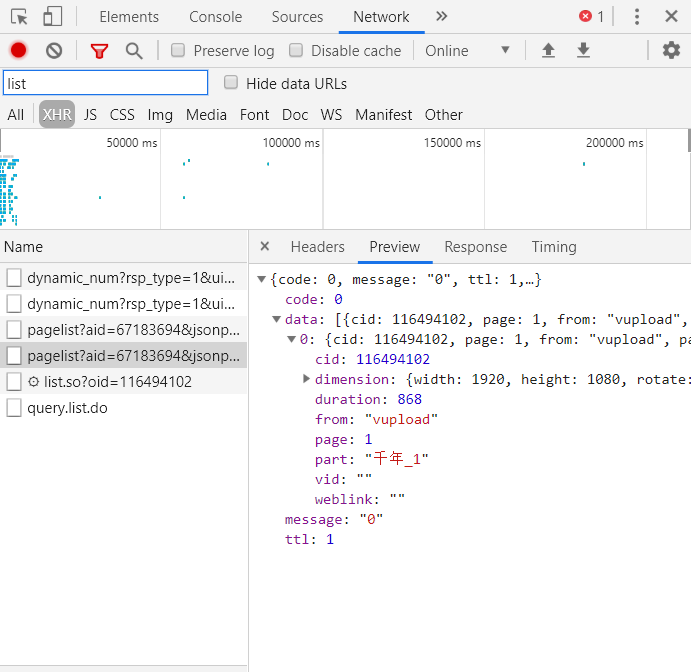 Elements Console Sources Network » 1
Preserve log Disable cache Online
list Hide data URLs
All XHR JS CSS Img Media Font Doc WS Manifest Other
50000 ms 100000 ms 150000 ms 200000 ms
Name × Headers Preview Response Timing
dynamic_num?rsp_type=1&ui...
dynamic_num?rsp_type=1&ui...
pagelist?aid=67183694&jsonp...
pagelist?aid=67183694&jsonp...
list.so?oid=116494102
query.list.do
{code: 0, message: "0", ttl: 1,…}
code: 0
data: [{cid: 116494102, page: 1, from: "vupload",
0: {cid: 116494102, page: 1, from: "vupload", pa
cid: 116494102
dimension: {width: 1920, height: 1080, rotate:
duration: 868
from: "vupload"
page: 1
part: "千年_1"
vid: ""
weblink: ""
message: "0"
ttl: 1